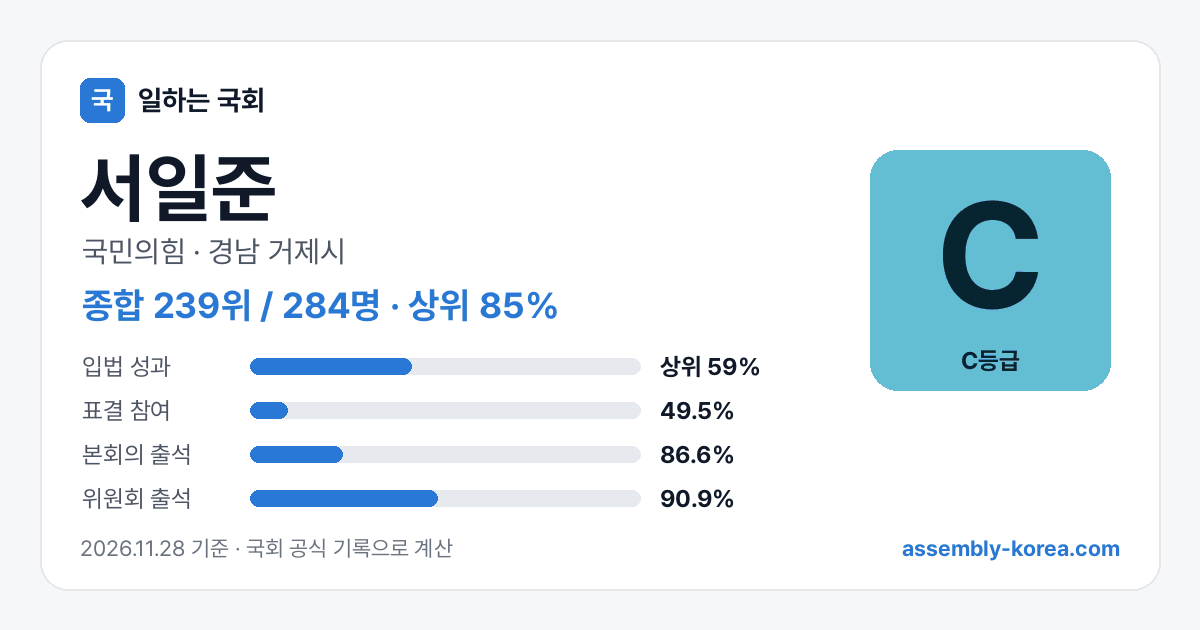 국 일하는 국회
서일준
국민의힘 · 경남 거제시
종합 239위 / 284명 · 상위 85%
C
C등급
입법 성과 상위 59%
표결 참여 49.5%
본회의 출석 86.6%
위원회 출석 90.9%
2026.11.28 기준 · 국회 공식 기록으로 계산
assembly-korea.com